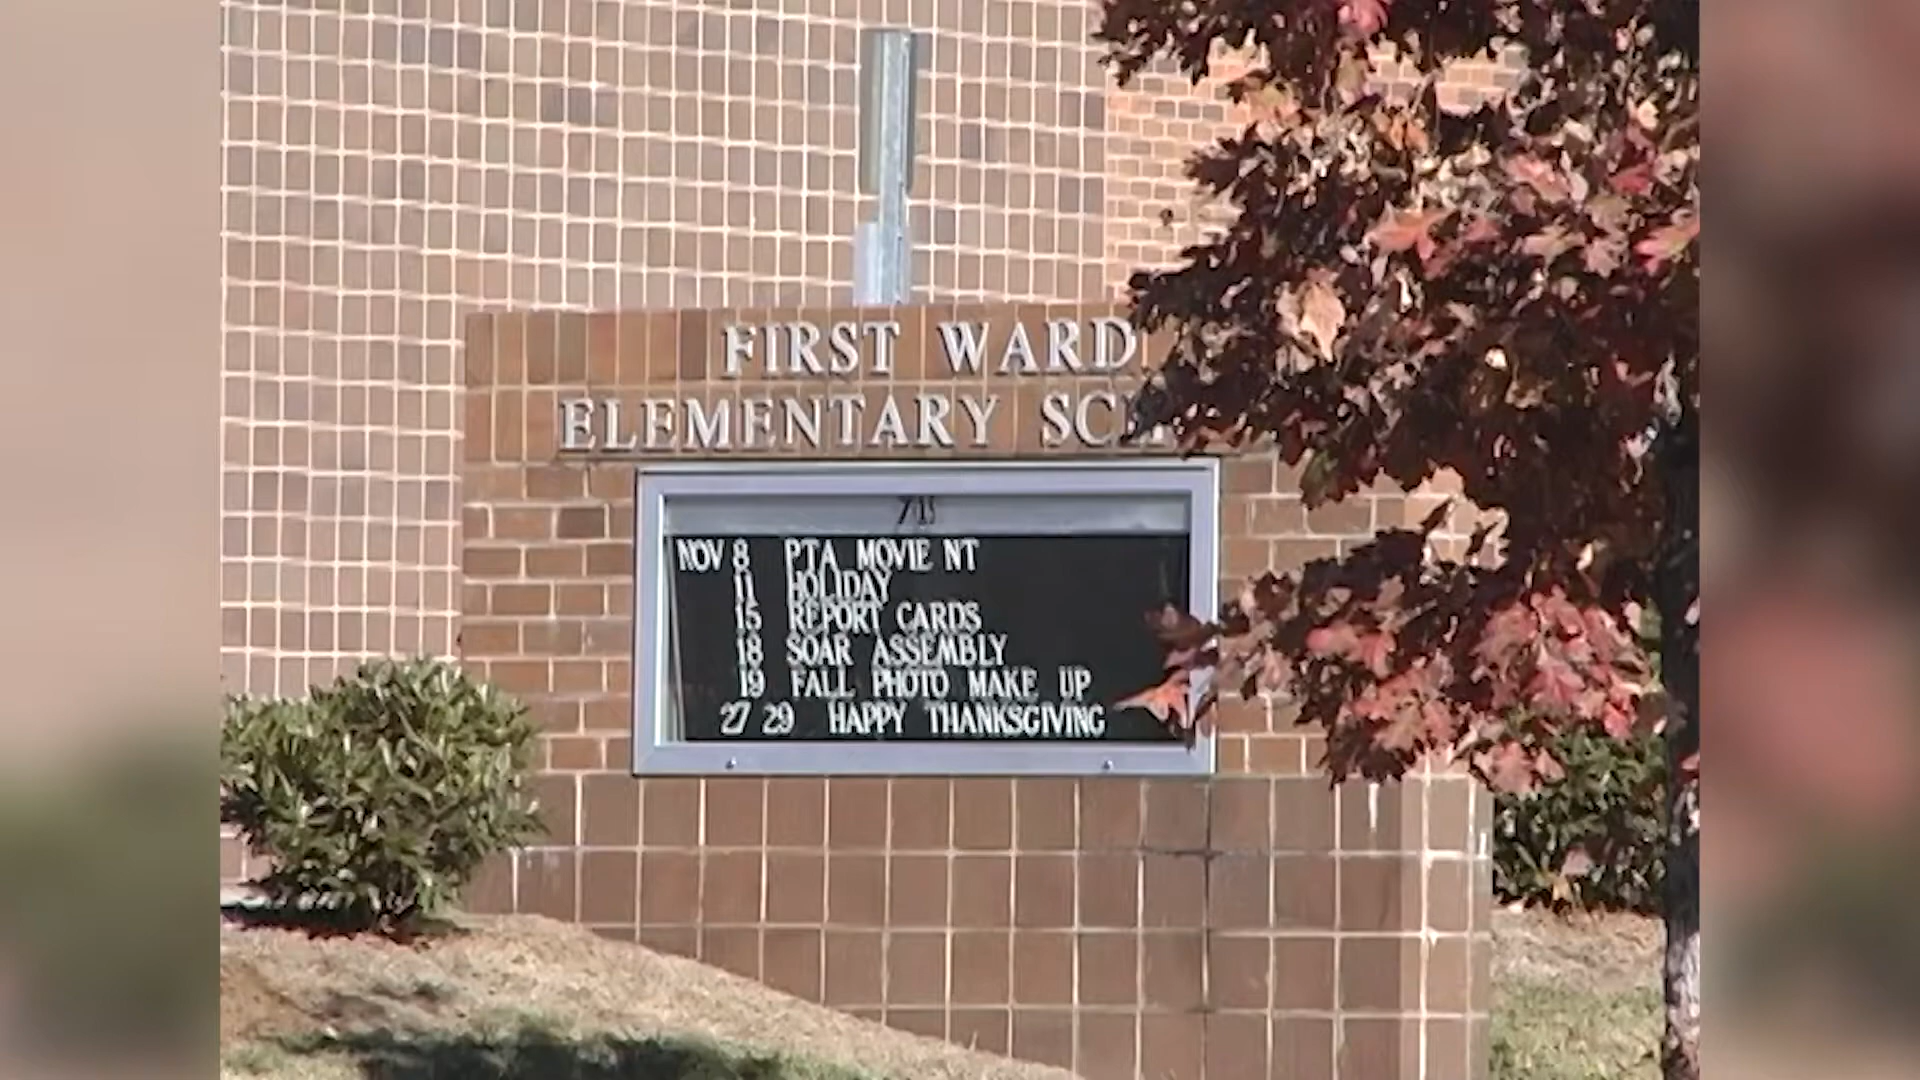 FIRST WARD
ELEMENTARY
715
NOV 8 PTA MOVIE NT
11 HOLIDAY
15 REPORT CARDS
18 SOAR ASSEMBLY
19 FALL PHOTO MAKE UP
27 29 HAPPY THANKSGIVING